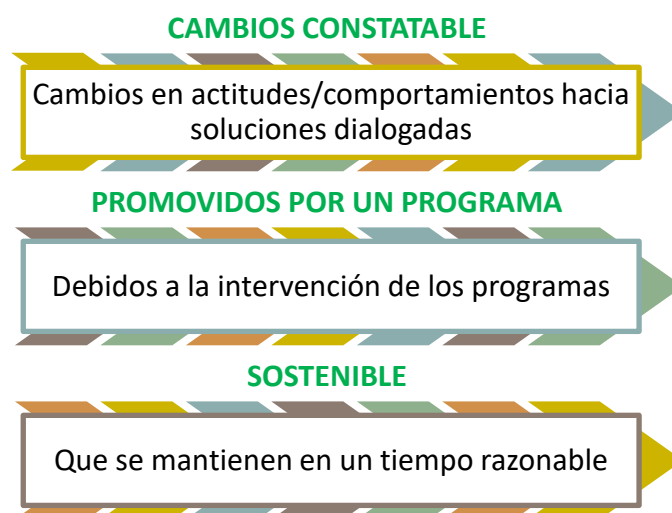 CAMBIOS CONSTATABLE
Cambios en actitudes/comportamientos hacia
soluciones dialogadas
PROMOVIDOS POR UN PROGRAMA
Debidos a la intervención de los programas
SOSTENIBLE
Que se mantienen en un tiempo razonable